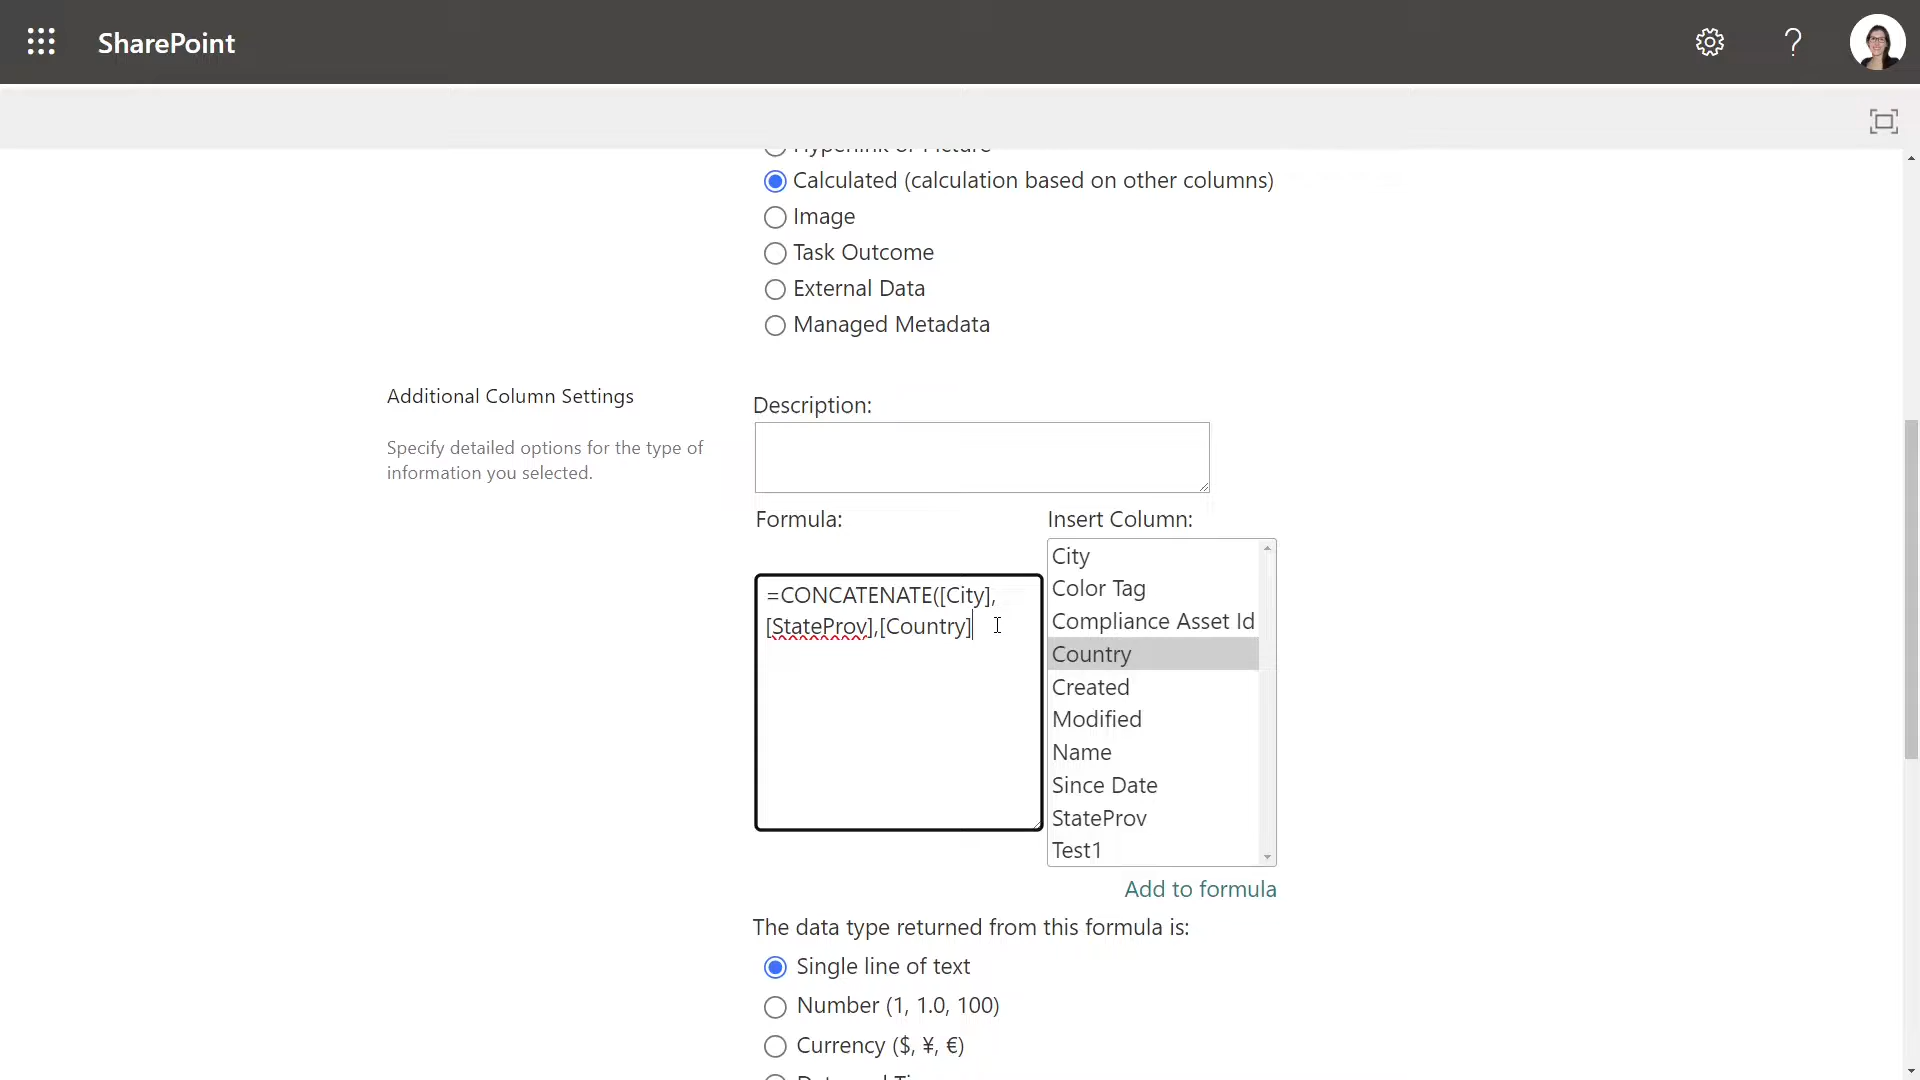 SharePoint
Hyperlink or Picture
Calculated (calculation based on other columns)
Image
Task Outcome
External Data
Managed Metadata
Additional Column Settings
Specify detailed options for the type of
information you selected.
Description:
Formula:
Insert Column:
=CONCATENATE([City],
[StateProv],[Country]
City
Color Tag
Compliance Asset Id
Country
Created
Modified
Name
Since Date
StateProv
Test1
Add to formula
The data type returned from this formula is:
Single line of text
Number (1, 1.0, 100)
Currency ($, ¥, €)